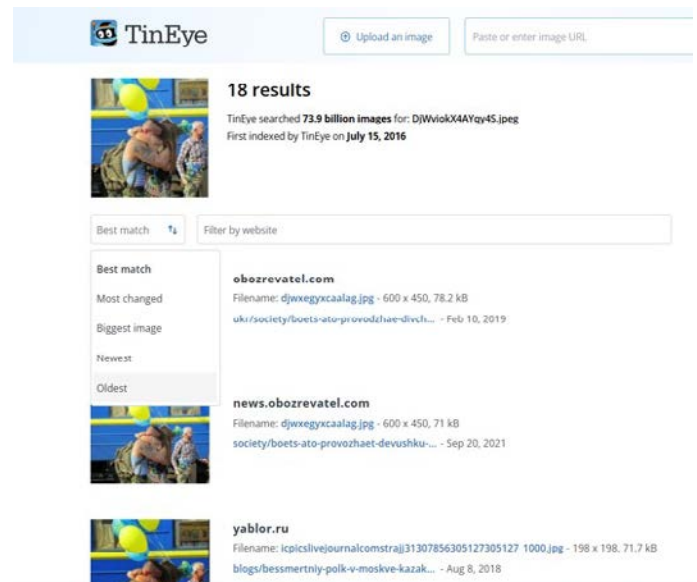 TinEye
Upload an image
Paste or enter image URL
18 results
TinEye searched 73.9 billion images for: DjWviokX4AYqy4S.jpeg
First indexed by TinEye on July 15, 2016
Best match
Filter by website
Best match
Most changed
Biggest image
Newest
Oldest
obozrevatel.com
Filename: djwxegyxcaalag.jpg - 600 x 450, 78.2 kB
ukr/society/boets-ato-provodzhae-divch... - Feb 10, 2019
news.obozrevatel.com
Filename: djwxegyxcaalag.jpg - 600 x 450, 71 kB
society/boets-ato-provozhaet-devushku-... - Sep 20, 2021
yablor.ru
Filename: icpicslivejournalcomstrajj31307856305127305127 1000.jpg - 198 x 198, 71.7 kB
blogs/bessmertniy-polk-v-moskve-kazak... - Aug 8, 2018